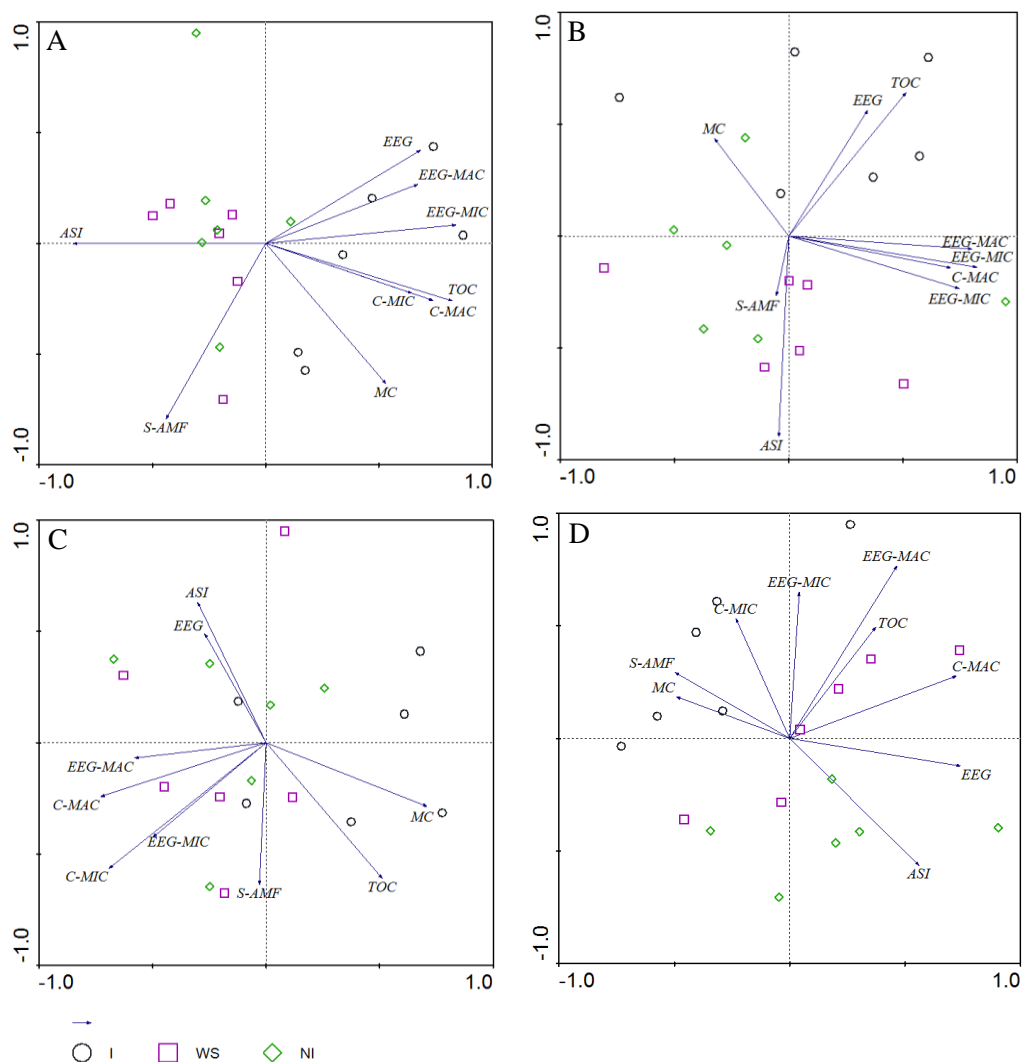 A
1.0
EEG
EEG-MAC
EEG-MIC
ASI
TOC
C-MIC
C-MAC
MC
S-AMF
-1.0
-1.0
1.0
B
1.0
TOC
EEG
MC
EEG-MAC
EEG-MIC
C-MAC
EEG-MIC
S-AMF
ASI
-1.0
-1.0
1.0
C
1.0
ASI
EEG
EEG-MAC
C-MAC
MC
EEG-MIC
C-MIC
S-AMF
TOC
-1.0
-1.0
1.0
D
1.0
EEG-MAC
EEG-MIC
C-MIC
TOC
S-AMF
C-MAC
MC
EEG
ASI
-1.0
-1.0
1.0
I WS NI